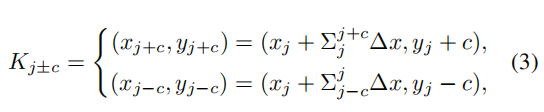 (x_{j+c}, y_{j+c}) = (x_j + Σ_j^{j+c} Δx, y_j + c),
K_{j±c} = { (3)
(x_{j−c}, y_{j−c}) = (x_j + Σ_{j−c}^{j} Δx, y_j − c),